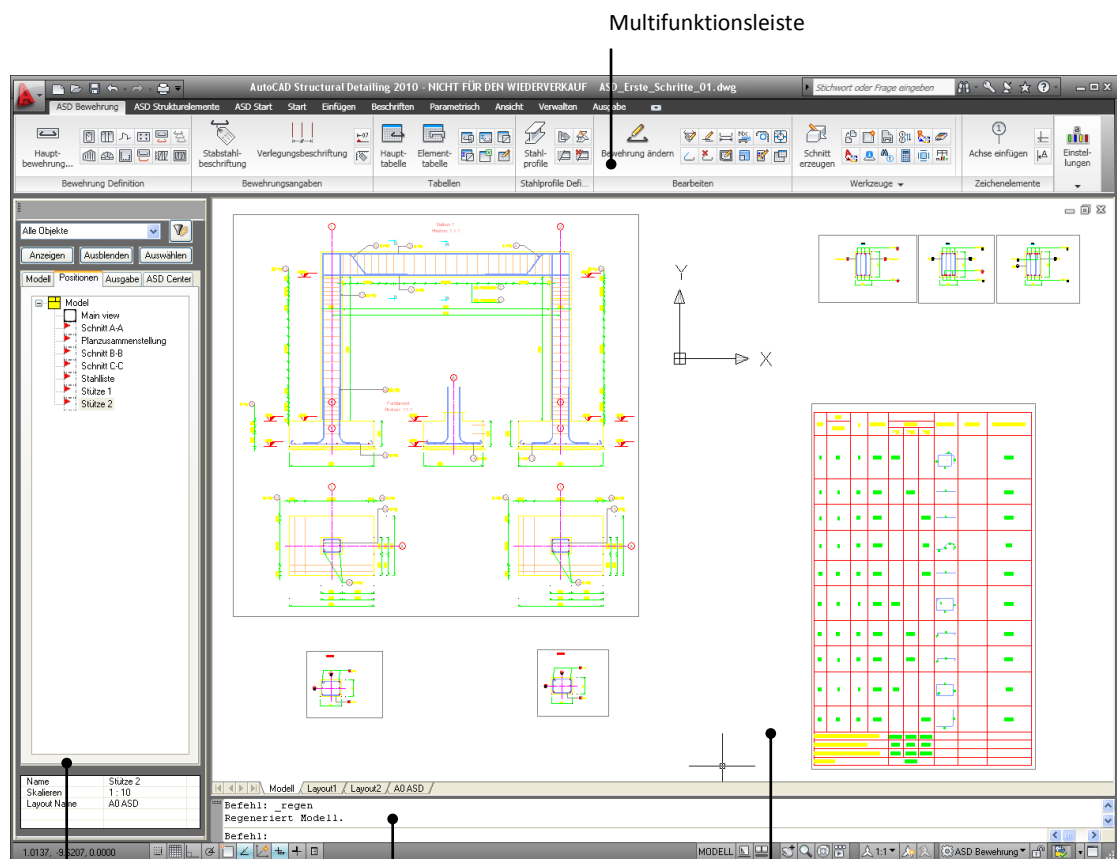 Multifunktionsleiste
AutoCAD Structural Detailing 2010 - NICHT FÜR DEN WIEDERVERKAUF ASD_Erste_Schritte_01.dwg
Stichwort oder Frage eingeben
ASD Bewehrung ASD Strukturelemente ASD Start Start Einfügen Beschriften Parametrisch Ansicht Verwalten Ausgabe
Haupt-
bewehrung...
Stabstahl-
beschriftung
Verlegungsbeschriftung
Haupt-
tabelle
Element-
tabelle
Stahl-
profile
Bewehrung ändern
Schnitt
erzeugen
Achse einfügen
Einstel-
lungen
Bewehrung Definition Bewehrungsangaben Tabellen Stahlprofile Defi... Bearbeiten Werkzeuge Zeichenelemente
Alle Objekte
Anzeigen Ausblenden Auswählen
Modell Positionen Ausgabe ASD Center
Model
Main view
Schnitt A-A
Planzusammenstellung
Schnitt B-B
Schnitt C-C
Stahlliste
Stütze 1
Stütze 2
Y
X
Name Stütze 2
Skalieren 1 : 10
Layout Name A0 ASD
Modell Layout1 Layout2 A0 ASD
Befehl: _regen
Regeneriert Modell.
Befehl:
MODELL 1:1 ASD Bewehrung